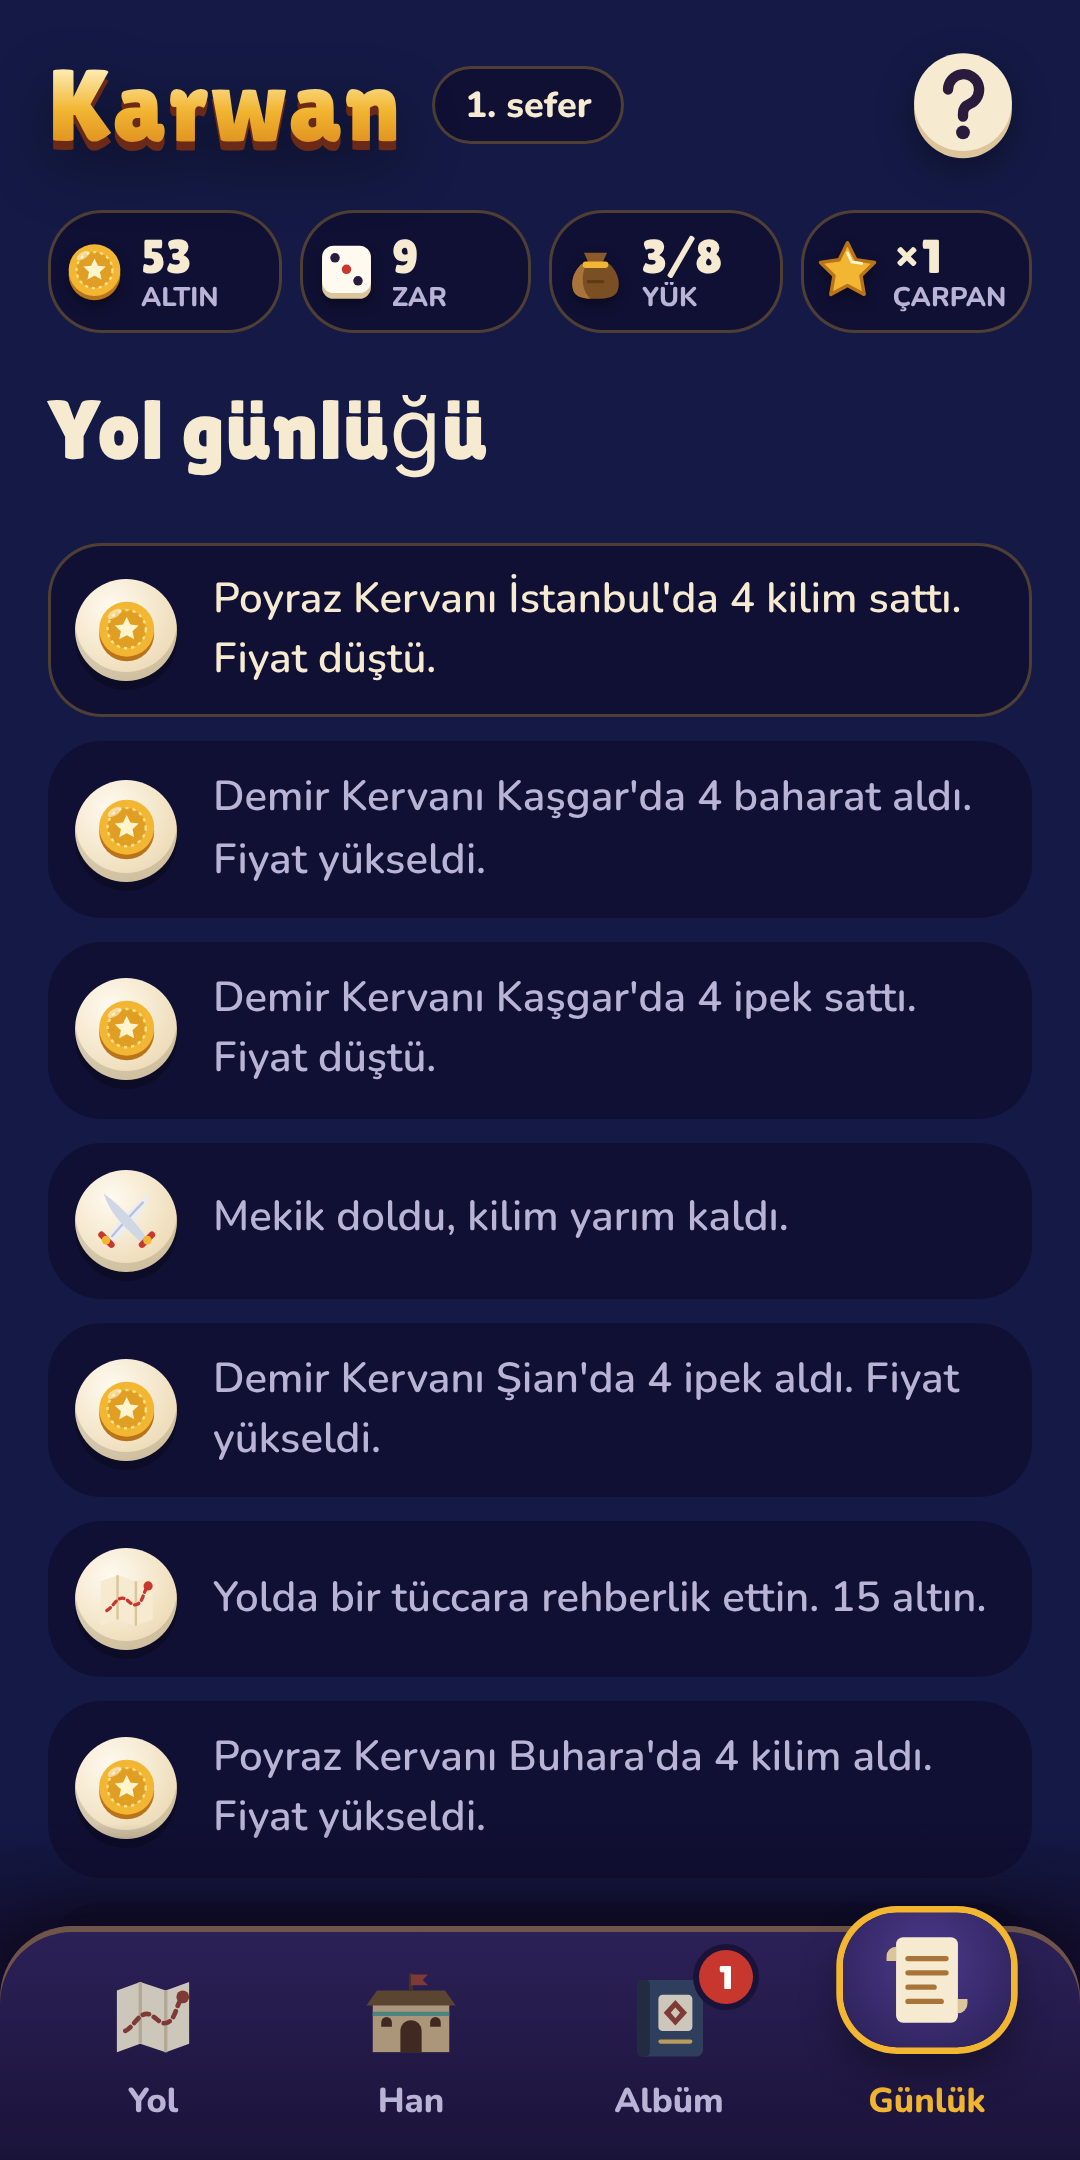 Karwan
1. sefer
?
53
ALTIN
9
ZAR
3/8
YÜK
×1
ÇARPAN
Yol günlüğü
Poyraz Kervanı İstanbul'da 4 kilim sattı.
Fiyat düştü.
Demir Kervanı Kaşgar'da 4 baharat aldı.
Fiyat yükseldi.
Demir Kervanı Kaşgar'da 4 ipek sattı.
Fiyat düştü.
Mekik doldu, kilim yarım kaldı.
Demir Kervanı Şian'da 4 ipek aldı. Fiyat
yükseldi.
Yolda bir tüccara rehberlik ettin. 15 altın.
Poyraz Kervanı Buhara'da 4 kilim aldı.
Fiyat yükseldi.
1
Yol
Han
Albüm
Günlük